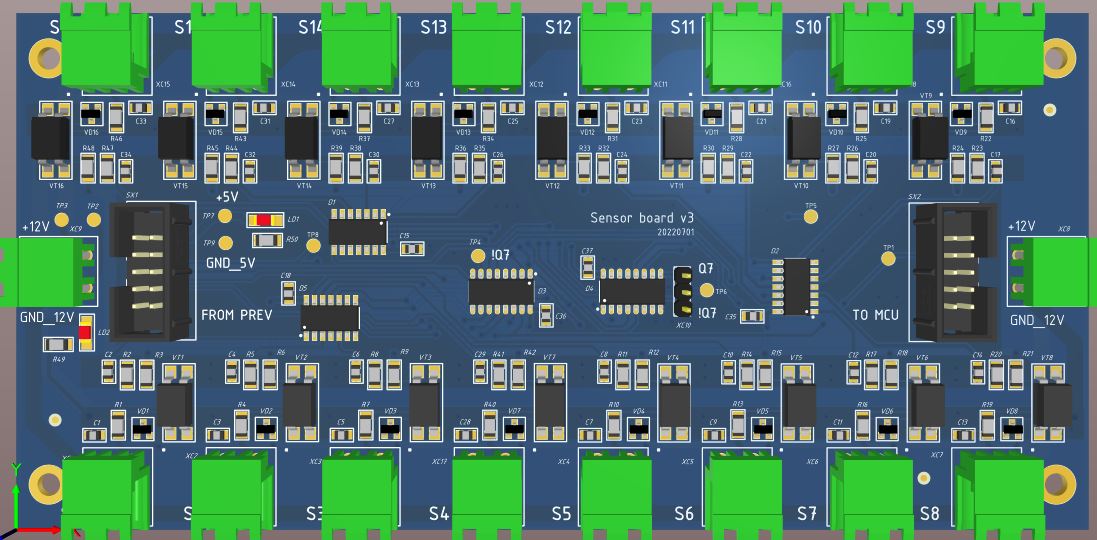 S14 S13 S12 S11 S10 S9
XC15 XC14 XC13 XC12 XC11 XC16
VT9
VD16 R46 C33 VD15 R43 C31 VD14 R37 C27 VD13 R34 C25 VD12 R31 C23 VD11 R28 C21 VD10 R25 C19 VD9 R22 C16
R48 R47 C34 R45 R44 C32 R39 R38 C30 R36 R35 C26 R33 R32 C24 R30 R29 C22 R27 R26 C20 R24 R23 C17
VT16 VT15 VT14 VT13 VT12 VT11 VT10
SX1 +5V SX2
TP3 TP2 TP7 LD1 D1 TP5
Sensor board v3
20220701
+12V XC9 TP9 R50 TP8 C15 TP4 !Q7 C37 Q7 D2 TP1 +12V XC8
GND_5V
C18 D5 D3 D4 TP6
GND_12V FROM PREV C36 XC10 !Q7 C35 TO MCU GND_12V
LD2
R49
C2 R2 R3 VT1 C4 R5 R6 VT2 C6 R8 R9 VT3 C29 R41 R42 VT7 C8 R11 R12 VT4 C10 R14 R15 VT5 C12 R17 R18 VT6 C14 R20 R21 VT8
R1 VD1 R4 VD2 R7 VD3 R40 VD7 R10 VD4 R13 VD5 R16 VD6 R19 VD8
C1 C3 C5 C28 C7 C9 C11 C13
XC2 XC3 XC17 XC4 XC5 XC6 XC7
S4 S5 S6 S7 S8
Y